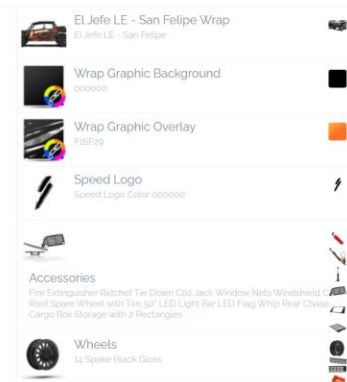 El Jefe LE - San Felipe Wrap
El Jefe LE - San Felipe
Wrap Graphic Background
000000
Wrap Graphic Overlay
F16F29
Speed Logo
Speed Logo Color 000000
Accessories
Fire Extinguisher Ratchet Tie Down CO2 Jack Window Nets Windshield
Roof Spare Wheel with Tire 50" LED Light Bar LED Flag Whip Rear Chase
Cargo Box Storage with 2 Rectangles
Wheels
14 Spoke Black Gloss